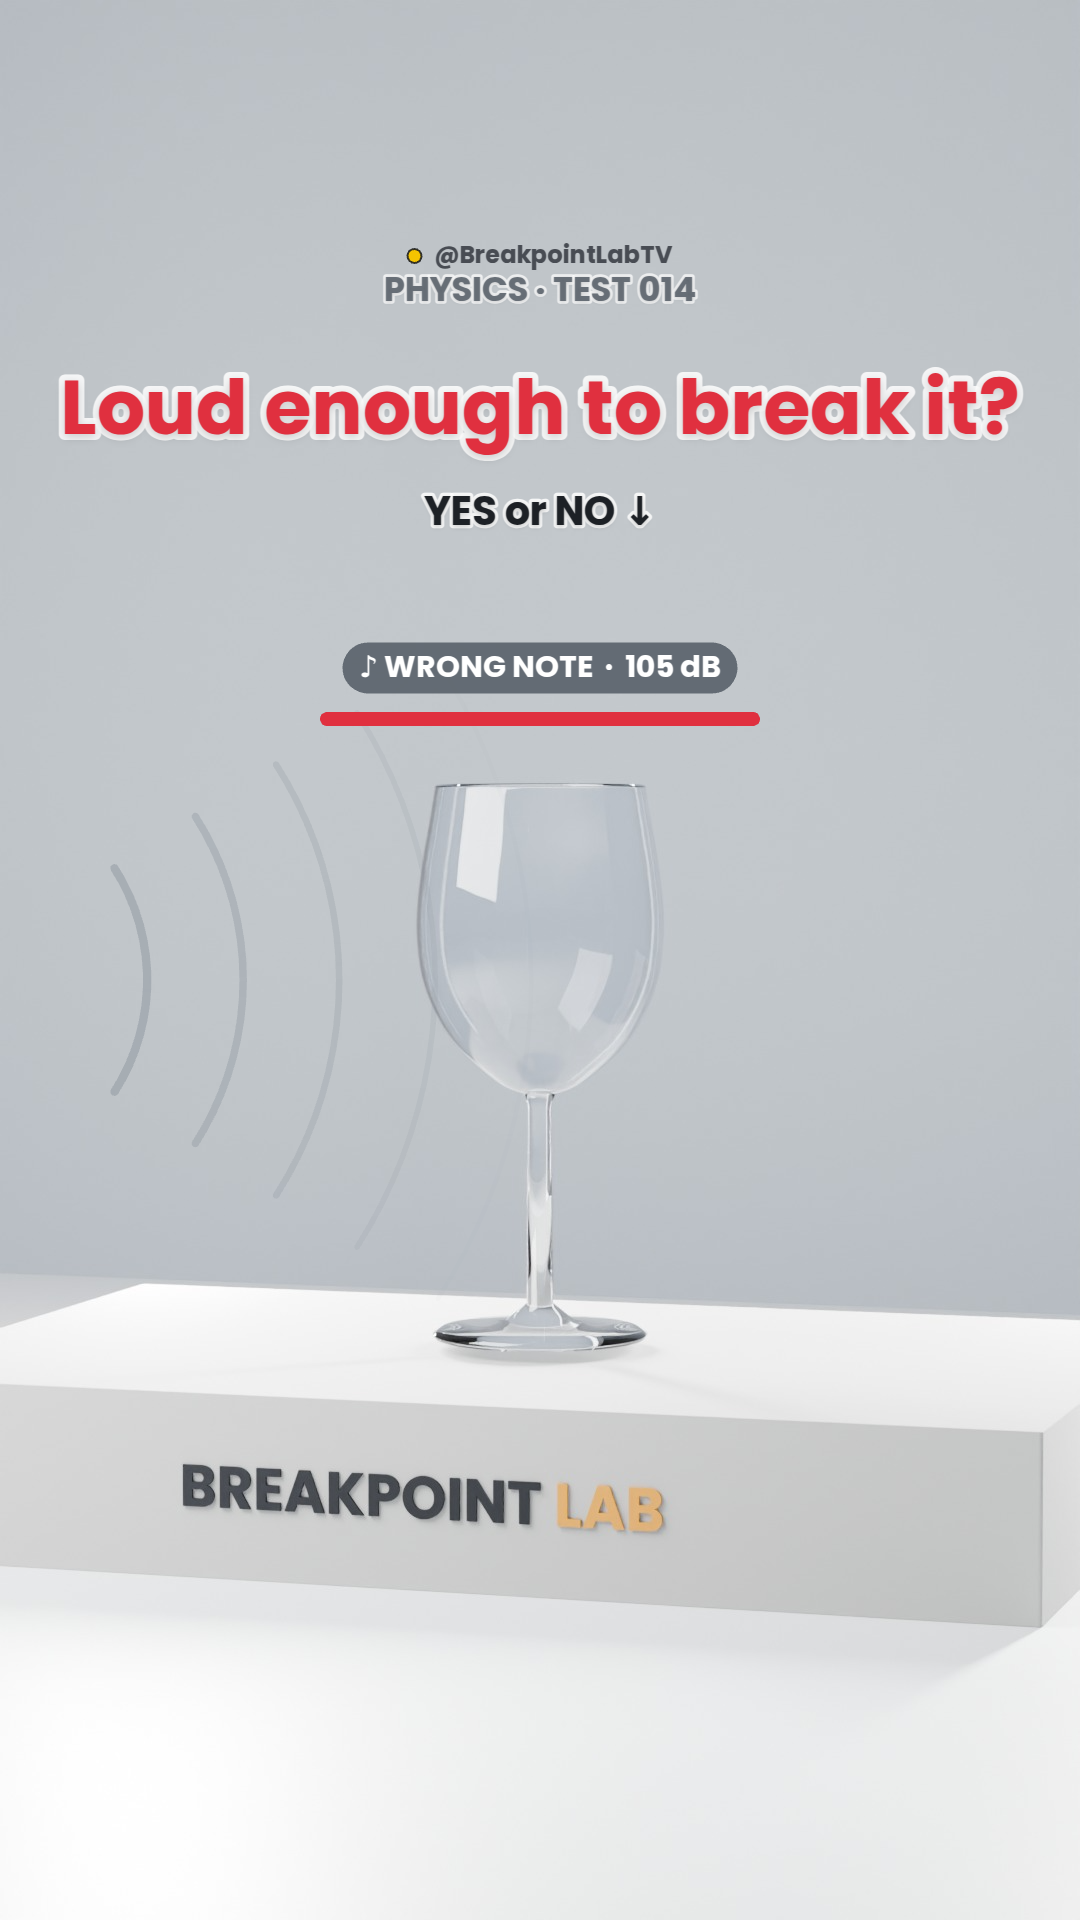 @BreakpointLabTV
PHYSICS · TEST 014
Loud enough to break it?
YES or NO ↓
♪ WRONG NOTE · 105 dB
BREAKPOINT LAB